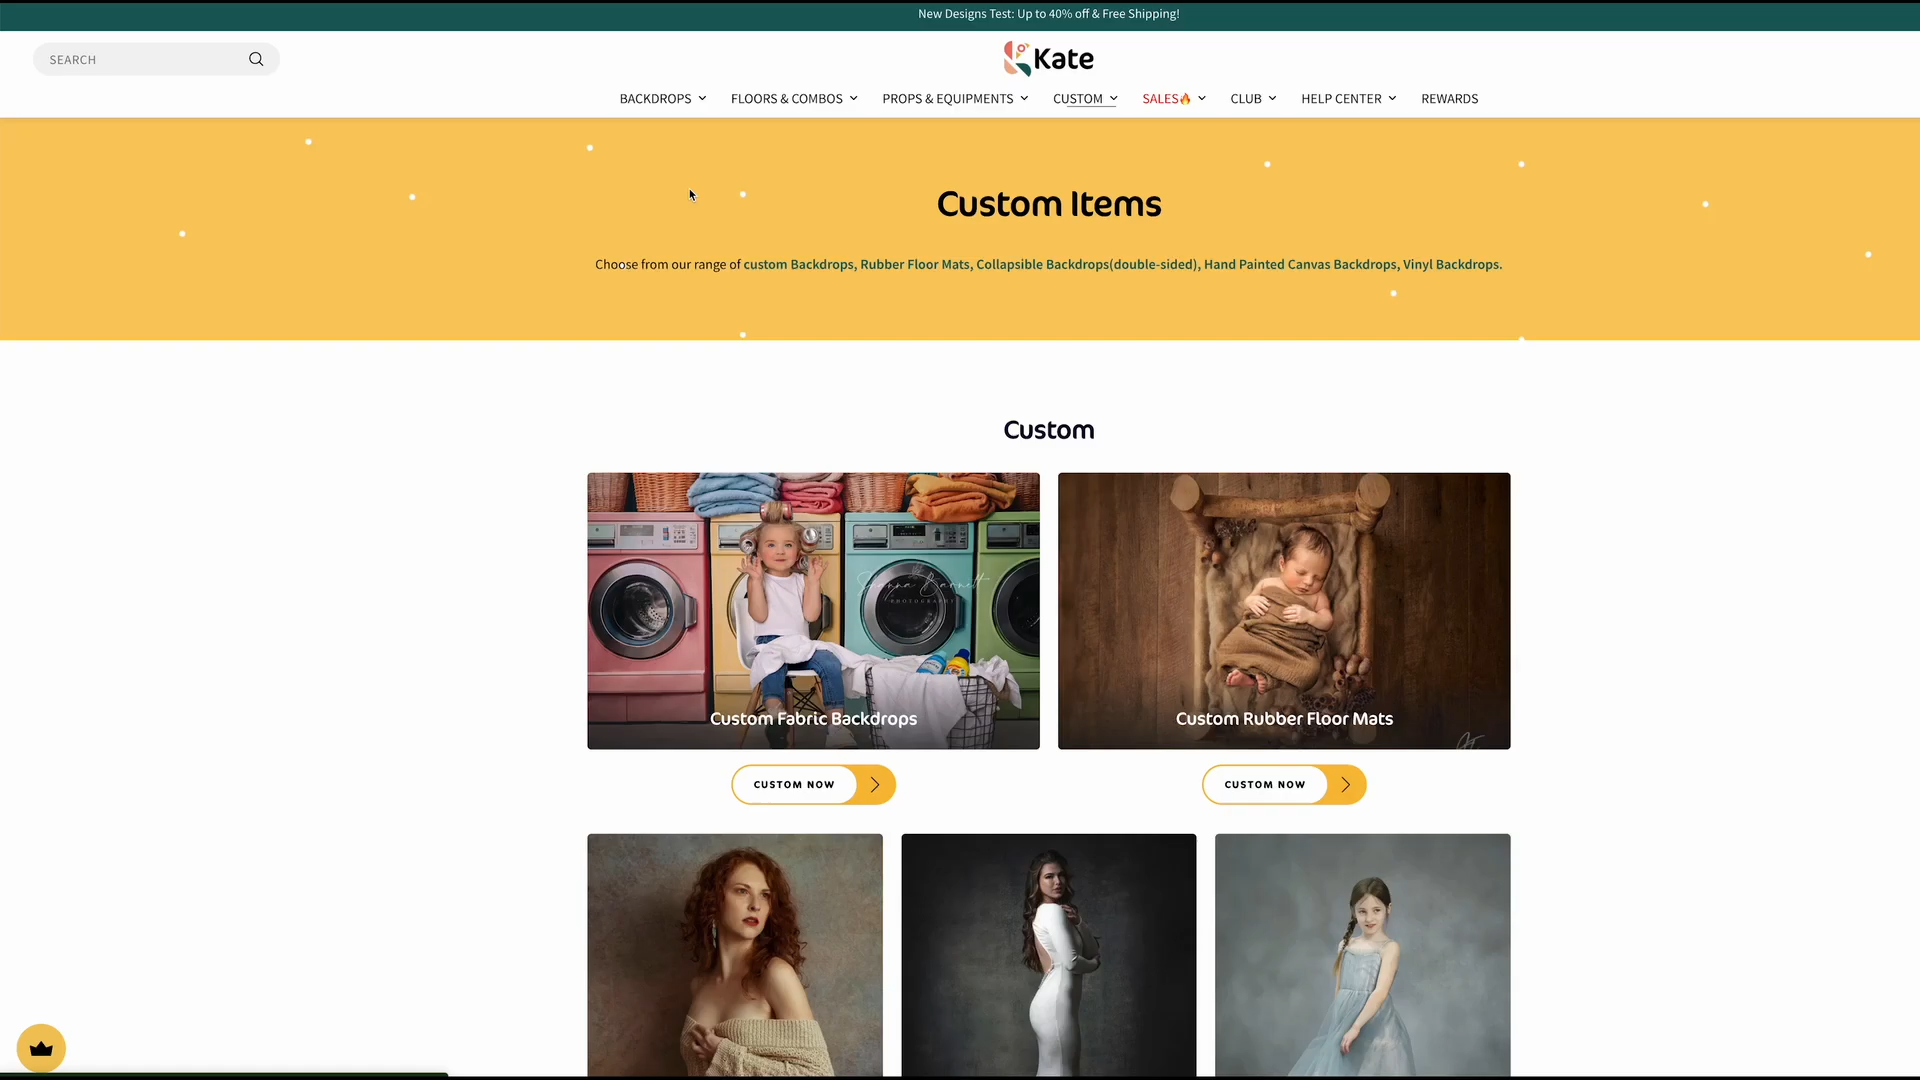 New Designs Test: Up to 40% off & Free Shipping!
SEARCH
Kate
BACKDROPS FLOORS & COMBOS PROPS & EQUIPMENTS CUSTOM SALES🔥 CLUB HELP CENTER REWARDS
Custom Items
Choose from our range of custom Backdrops, Rubber Floor Mats, Collapsible Backdrops(double-sided), Hand Painted Canvas Backdrops, Vinyl Backdrops.
Custom
PHOTOGRAPHY
Custom Fabric Backdrops
Custom Rubber Floor Mats
CUSTOM NOW
CUSTOM NOW